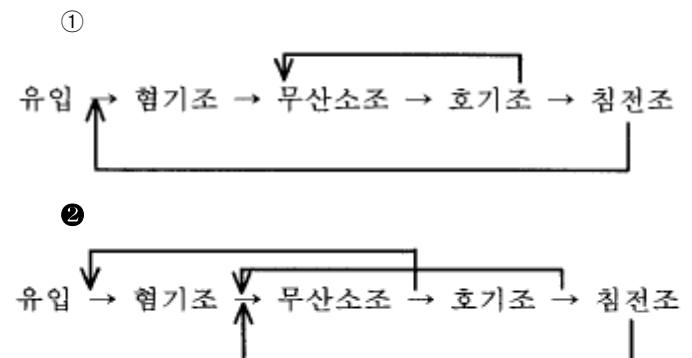 ①
유입 → 혐기조 → 무산소조 → 호기조 → 침전조
❷
유입 → 혐기조 → 무산소조 → 호기조 → 침전조